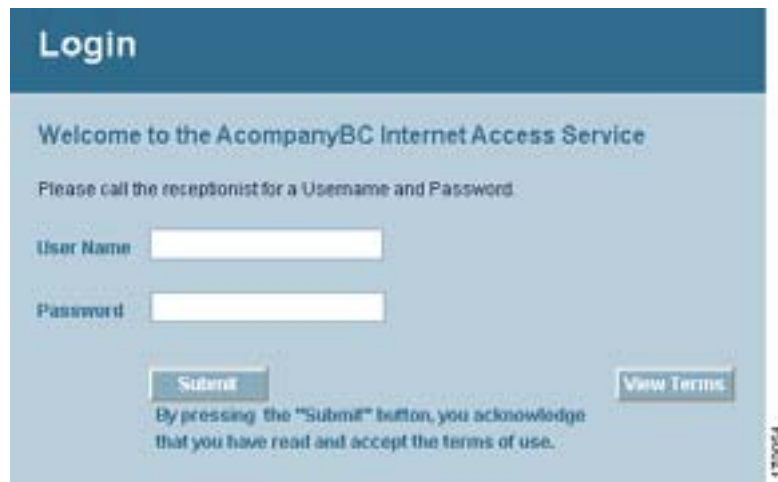 Login
Welcome to the AcompanyBC Internet Access Service
Please call the receptionist for a Username and Password.
User Name
Password
Submit
View Terms
By pressing the "Submit" button, you acknowledge
that you have read and accept the terms of use.